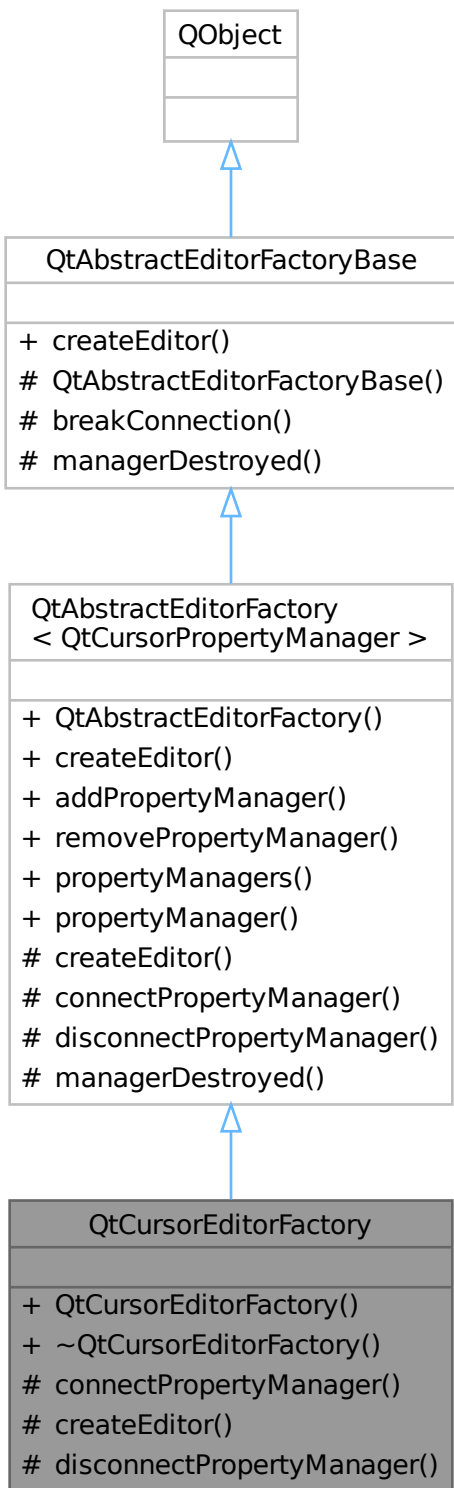 QObject
QtAbstractEditorFactoryBase
+ createEditor()
# QtAbstractEditorFactoryBase()
# breakConnection()
# managerDestroyed()
QtAbstractEditorFactory
< QtCursorPropertyManager >
+ QtAbstractEditorFactory()
+ createEditor()
+ addPropertyManager()
+ removePropertyManager()
+ propertyManagers()
+ propertyManager()
# createEditor()
# connectPropertyManager()
# disconnectPropertyManager()
# managerDestroyed()
QtCursorEditorFactory
+ QtCursorEditorFactory()
+ ~QtCursorEditorFactory()
# connectPropertyManager()
# createEditor()
# disconnectPropertyManager()